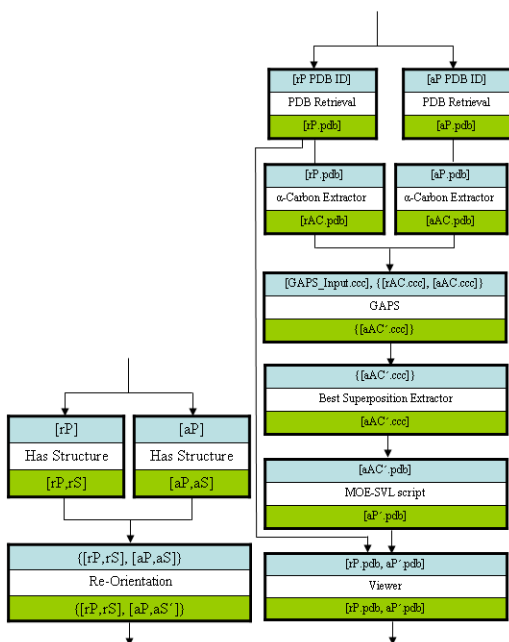 [rP PDB ID]
PDB Retrieval
[rP.pdb]
[aP PDB ID]
PDB Retrieval
[aP.pdb]
[rP.pdb]
α-Carbon Extractor
[rAC.pdb]
[aP.pdb]
α-Carbon Extractor
[aAC.pdb]
[GAPS_Input.ccc], {[rAC.ccc], [aAC.ccc]}
GAPS
{[aAC´.ccc]}
{[aAC´.ccc]}
Best Superposition Extractor
[aAC´.ccc]
[aAC´.pdb]
MOE-SVL script
[aP´.pdb]
[rP.pdb, aP´.pdb]
Viewer
[rP.pdb, aP´.pdb]
[rP]
Has Structure
[rP,rS]
[aP]
Has Structure
[aP,aS]
{[rP,rS], [aP,aS]}
Re-Orientation
{[rP,rS], [aP,aS´]}